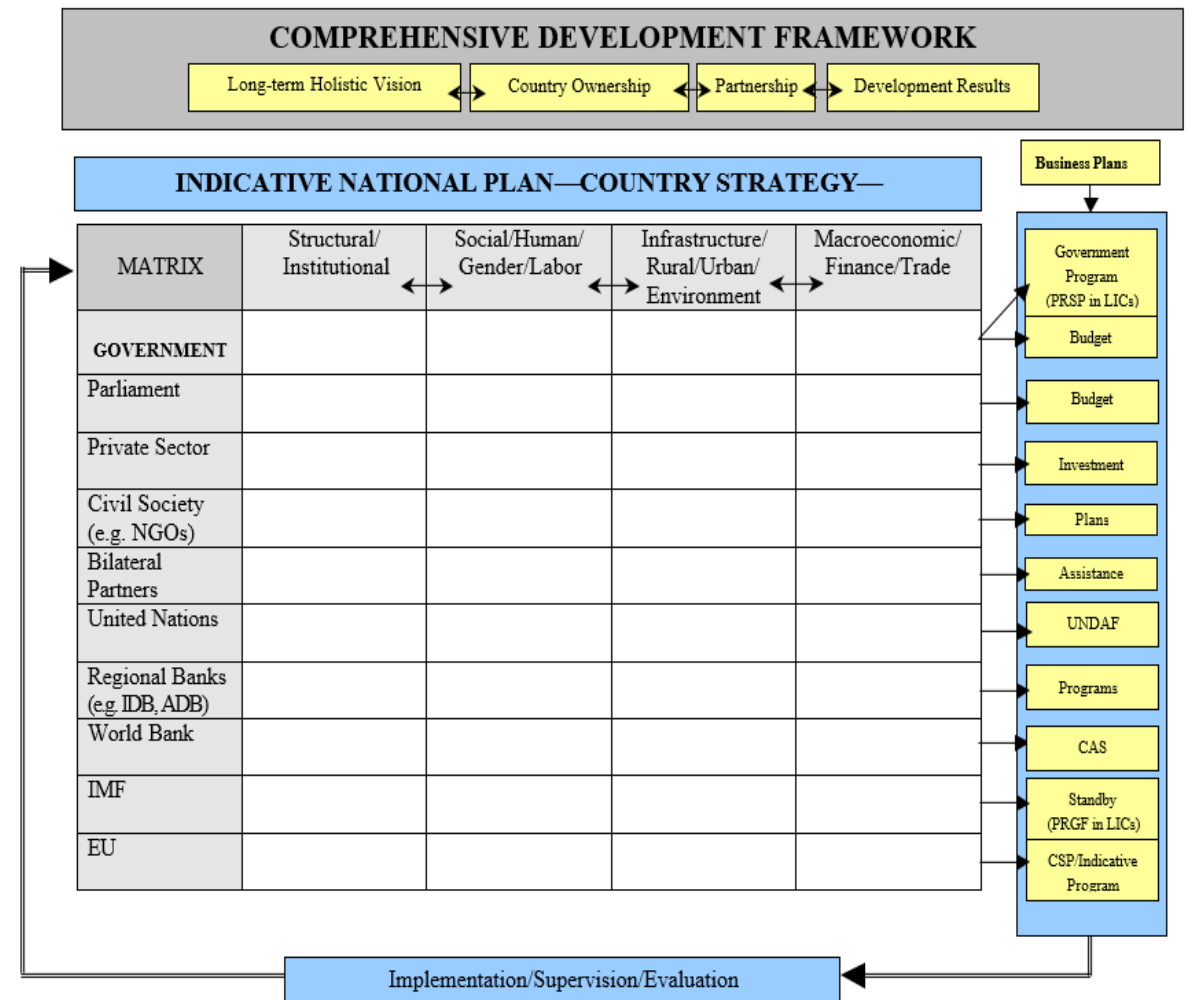 COMPREHENSIVE DEVELOPMENT FRAMEWORK
Long-term Holistic Vision
Country Ownership
Partnership
Development Results
Business Plans
INDICATIVE NATIONAL PLAN—COUNTRY STRATEGY—
MATRIX
Structural/
Institutional
Social/Human/
Gender/Labor
Infrastructure/
Rural/Urban/
Environment
Macroeconomic/
Finance/Trade
Government
Program
(PRSP in LICs)
GOVERNMENT
Budget
Parliament
Budget
Private Sector
Investment
Civil Society
(e.g. NGOs)
Plans
Bilateral
Partners
Assistance
United Nations
UNDAF
Regional Banks
(e.g. IDB, ADB)
Programs
World Bank
CAS
IMF
Standby
(PRGF in LICs)
EU
CSP/Indicative
Program
Implementation/Supervision/Evaluation